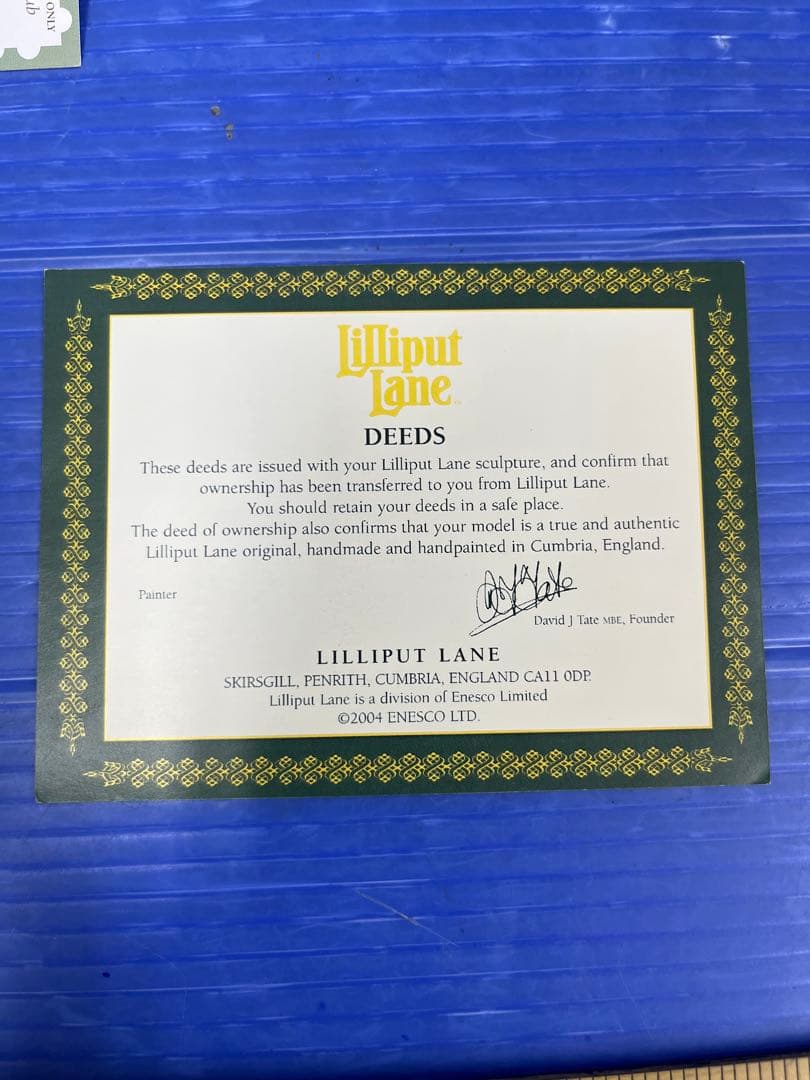 ONLY
Lilliput
Lane
DEEDS
These deeds are issued with your Lilliput Lane sculpture, and confirm that
ownership has been transferred to you from Lilliput Lane.
You should retain your deeds in a safe place.
The deed of ownership also confirms that your model is a true and authentic
Lilliput Lane original, handmade and handpainted in Cumbria, England.
Painter
David J Tate MBE, Founder
LILLIPUT LANE
SKIRSGILL, PENRITH, CUMBRIA, ENGLAND CA11 0DP.
Lilliput Lane is a division of Enesco Limited
©2004 ENESCO LTD.